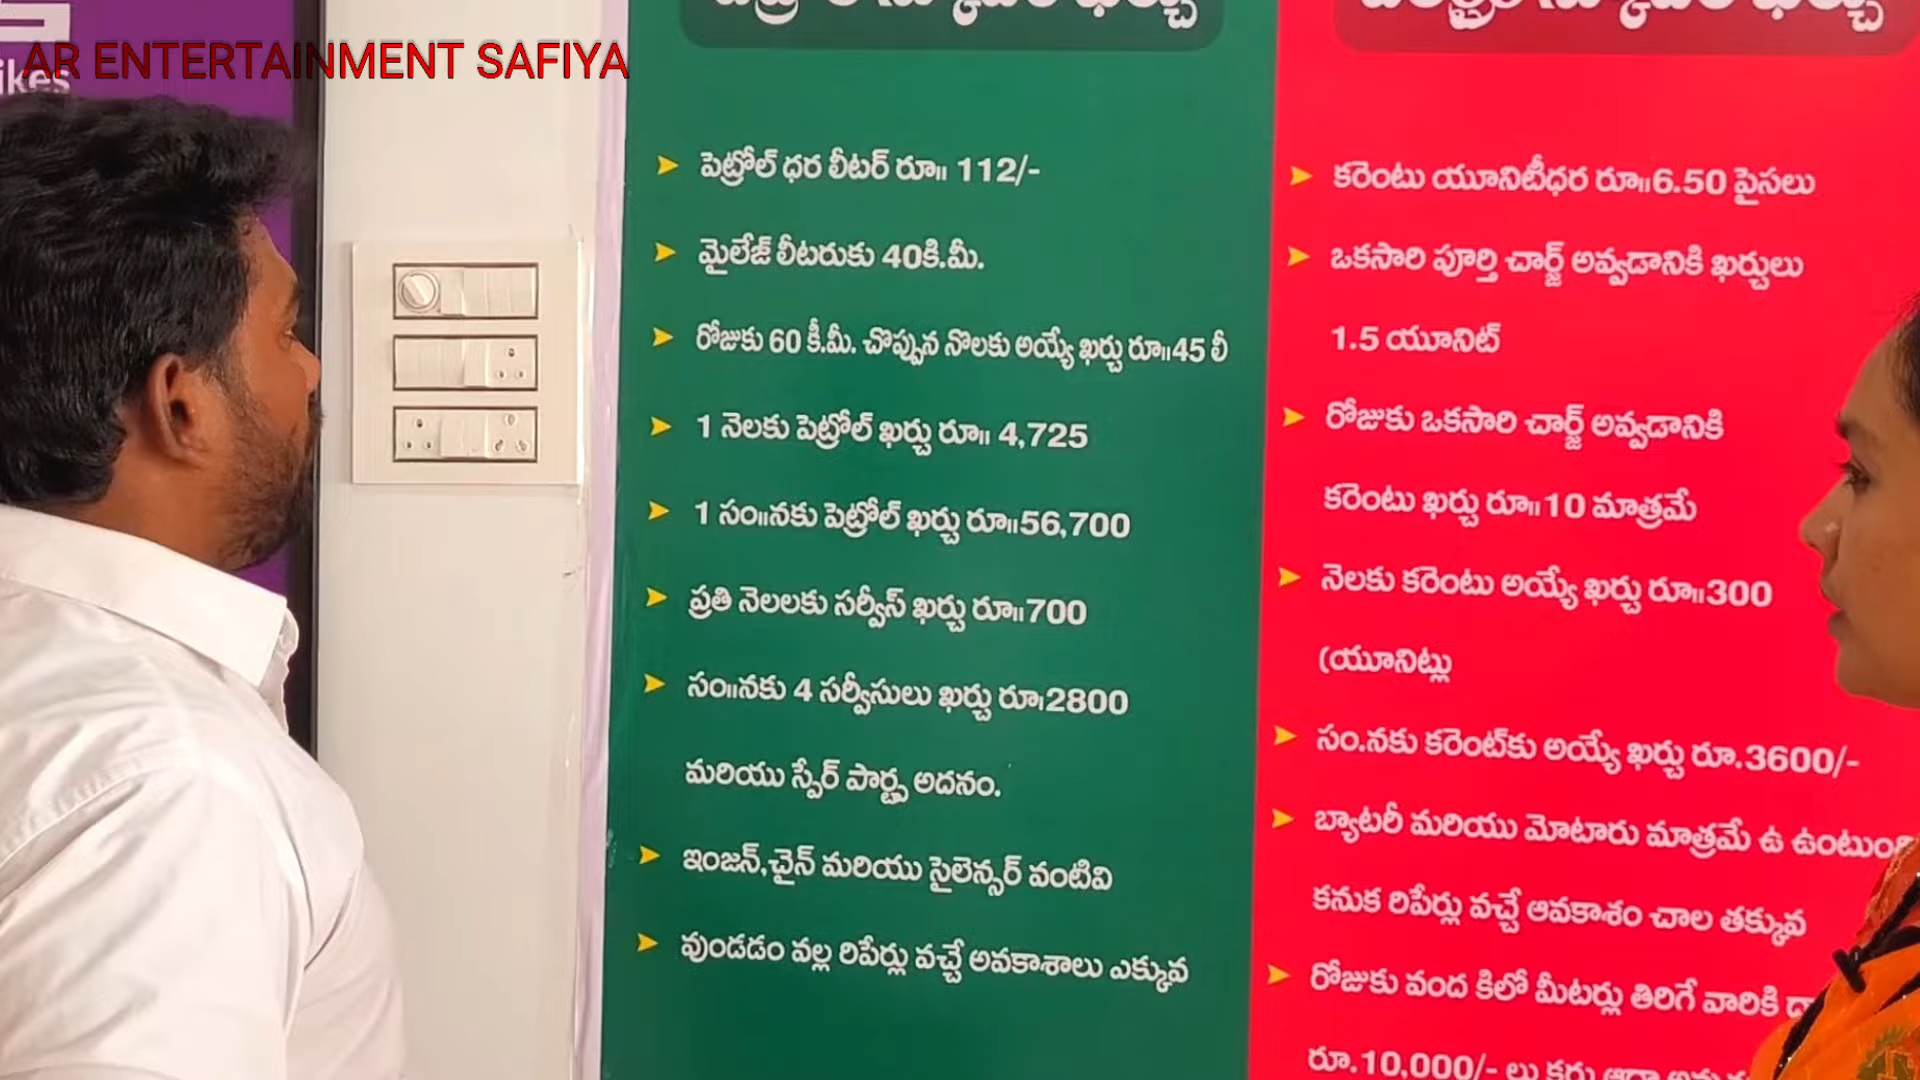 AR ENTERTAINMENT SAFIYA
ikes
పెట్రోల్ ధర లీటర్ రూ॥ 112/-
మైలేజ్ లీటరుకు 40కి.మీ.
రోజుకు 60 కీ.మీ. చొప్పున నొలకు అయ్యే ఖర్చు రూ॥45 లీ
1 నెలకు పెట్రోల్ ఖర్చు రూ॥ 4,725
1 సం॥నకు పెట్రోల్ ఖర్చు రూ॥56,700
ప్రతి నెలలకు సర్వీస్ ఖర్చు రూ॥700
సం॥నకు 4 సర్వీసులు ఖర్చు రూ।2800
మరియు స్పేర్ పార్ట్స అదనం.
ఇంజన్,చైన్ మరియు సైలెన్సర్ వంటివి
వుండడం వల్ల రిపేర్లు వచ్చే అవకాశాలు ఎక్కువ
కరెంటు యూనిటీధర రూ॥6.50 పైసలు
ఒకసారి పూర్తి చార్జ్ అవ్వడానికి ఖర్చులు
1.5 యూనిట్
రోజుకు ఒకసారి చార్జ్ అవ్వడానికి
కరెంటు ఖర్చు రూ॥10 మాత్రమే
నెలకు కరెంటు అయ్యే ఖర్చు రూ॥300
(యూనిట్లు
సం.నకు కరెంట్‌కు అయ్యే ఖర్చు రూ.3600/-
బ్యాటరీ మరియు మోటారు మాత్రమే ఉ
కనుక రిపేర్లు వచ్చే ఆవకాశం చాల తక్కువ
రోజుకు వంద కిలో మీటర్లు తిరిగే వారికి
రూ.10,000/- లు